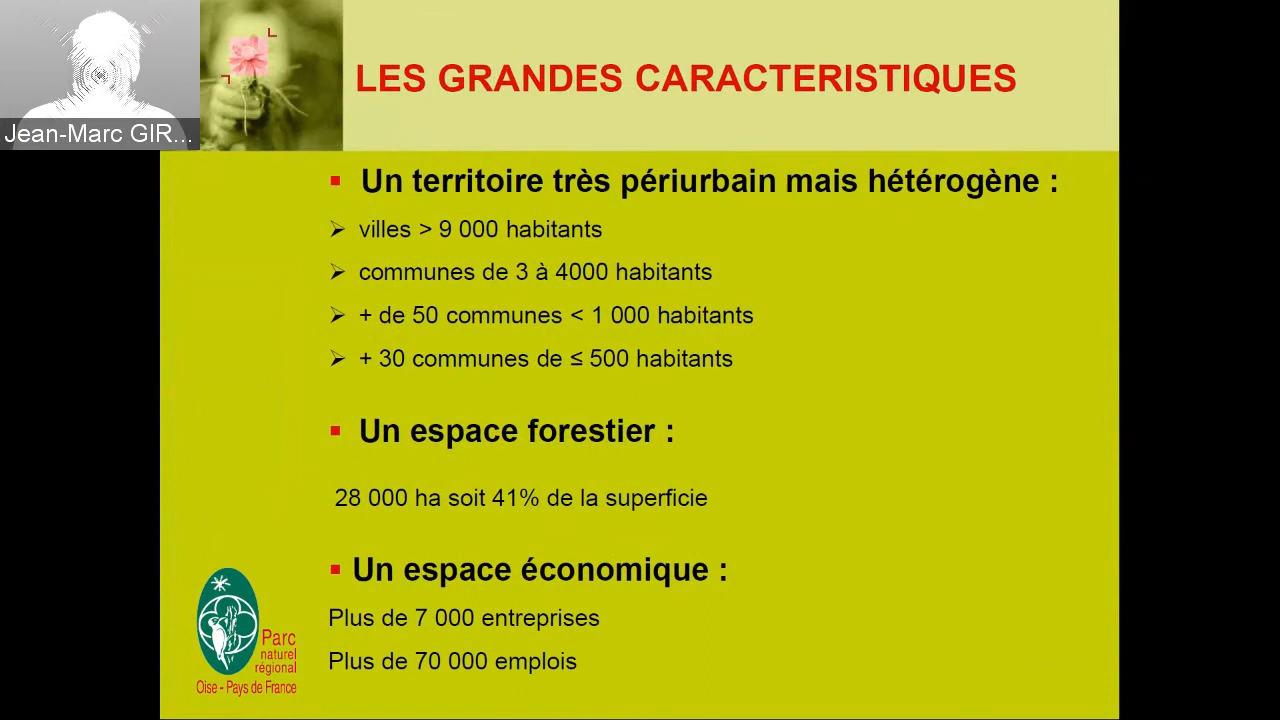 Jean-Marc GIR...
LES GRANDES CARACTERISTIQUES
▪ Un territoire très périurbain mais hétérogène :
➢ villes > 9 000 habitants
➢ communes de 3 à 4000 habitants
➢ + de 50 communes < 1 000 habitants
➢ + 30 communes de ≤ 500 habitants
▪ Un espace forestier :
28 000 ha soit 41% de la superficie
▪ Un espace économique :
Plus de 7 000 entreprises
Plus de 70 000 emplois
Parc
naturel
régional
Oise - Pays de France